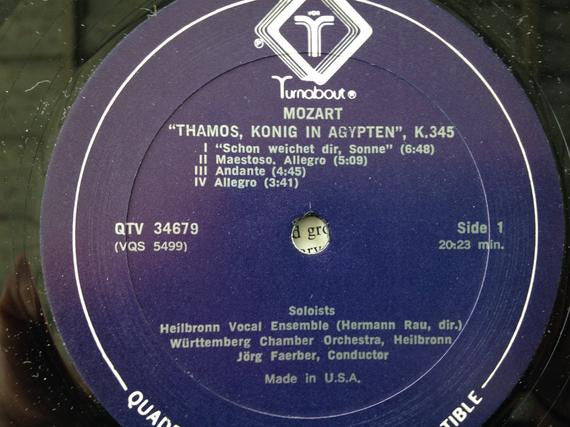 VOX
Turnabout ®
MOZART
"THAMOS, KONIG IN AGYPTEN", K.345
I "Schon weichet dir, Sonne" (6:48)
II Maestoso. Allegro (5:09)
III Andante (4:45)
IV Allegro (3:41)
QTV 34679
(VQS 5499)
Side 1
20:23 min.
Soloists
Heilbronn Vocal Ensemble (Hermann Rau, dir.)
Württemberg Chamber Orchestra, Heilbronn
Jörg Faerber, Conductor
Made in U.S.A.